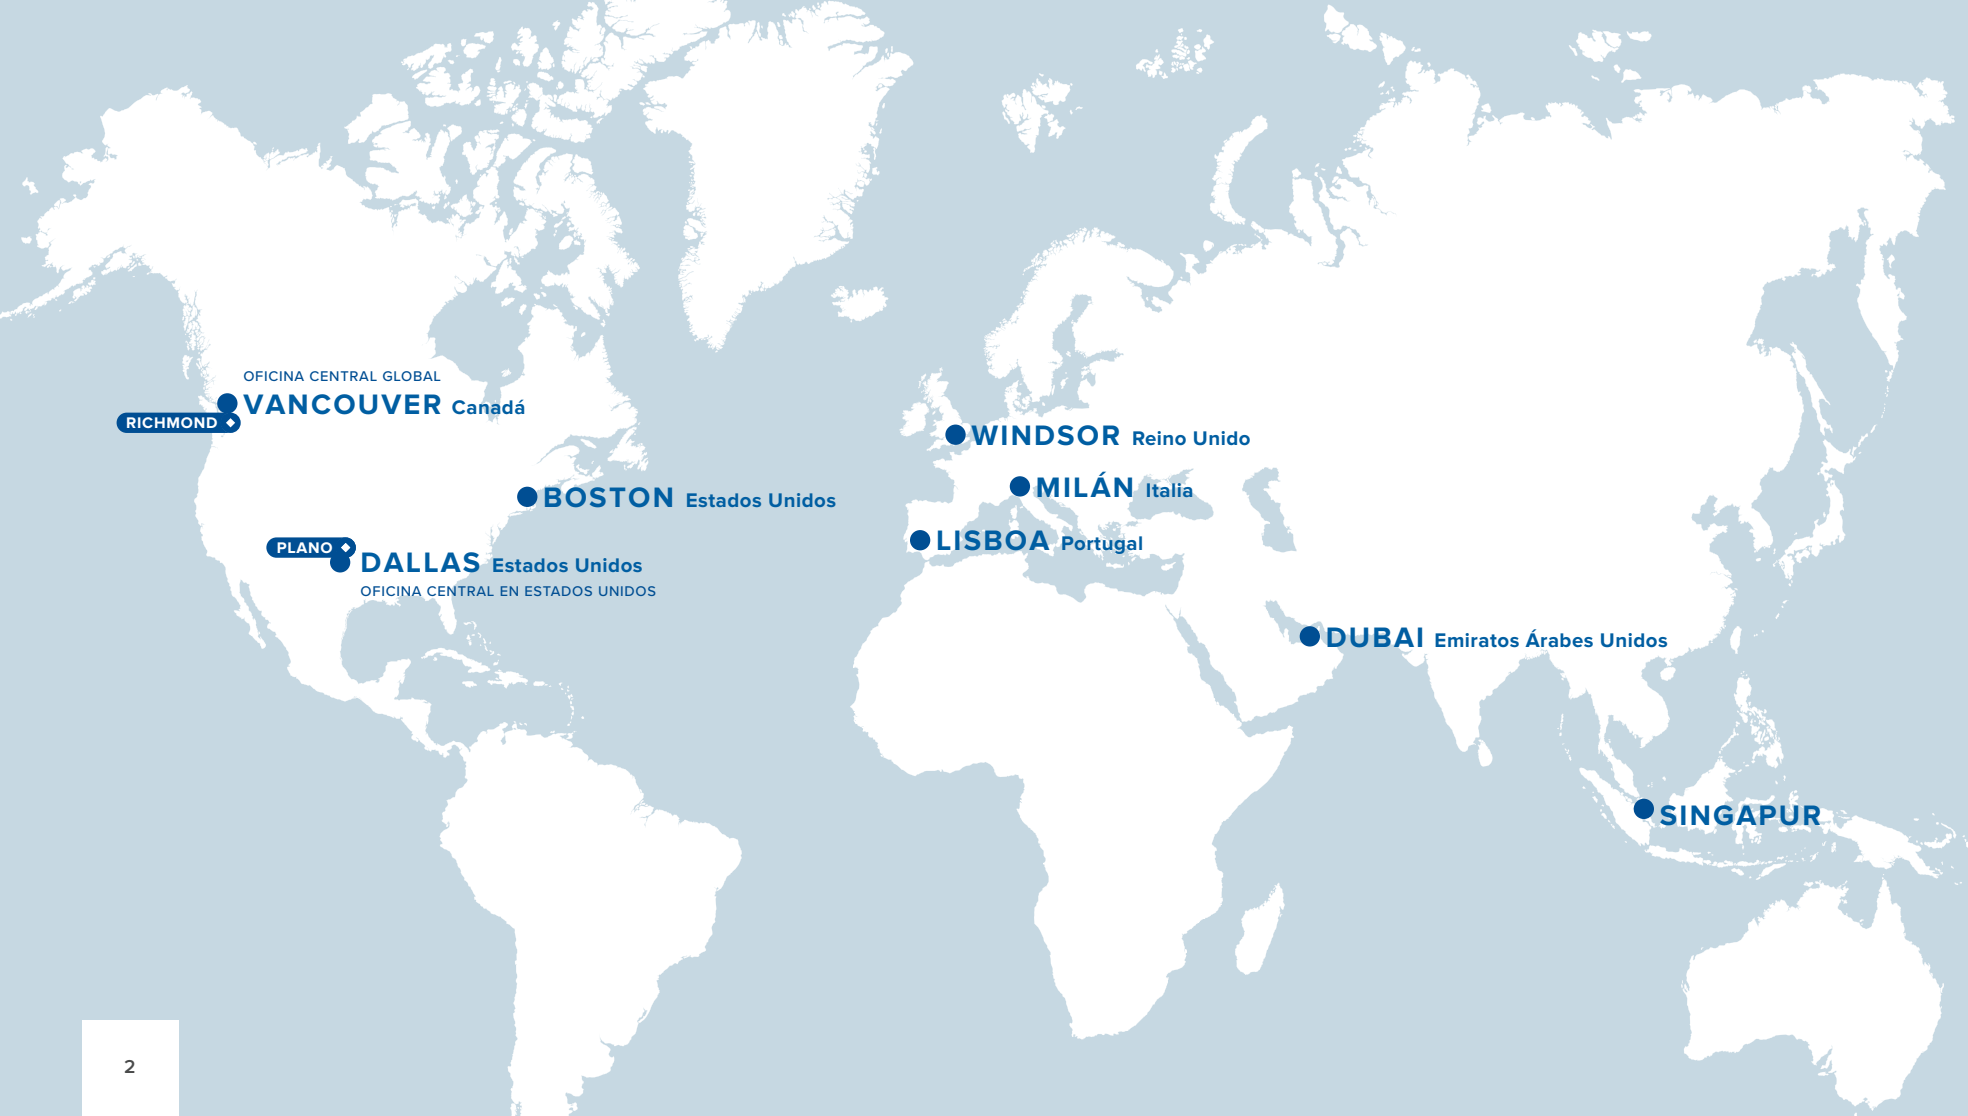 OFICINA CENTRAL GLOBAL
VANCOUVER Canadá
RICHMOND
WINDSOR Reino Unido
MILÁN Italia
BOSTON Estados Unidos
LISBOA Portugal
PLANO
DALLAS Estados Unidos
OFICINA CENTRAL EN ESTADOS UNIDOS
DUBAI Emiratos Árabes Unidos
SINGAPUR
2